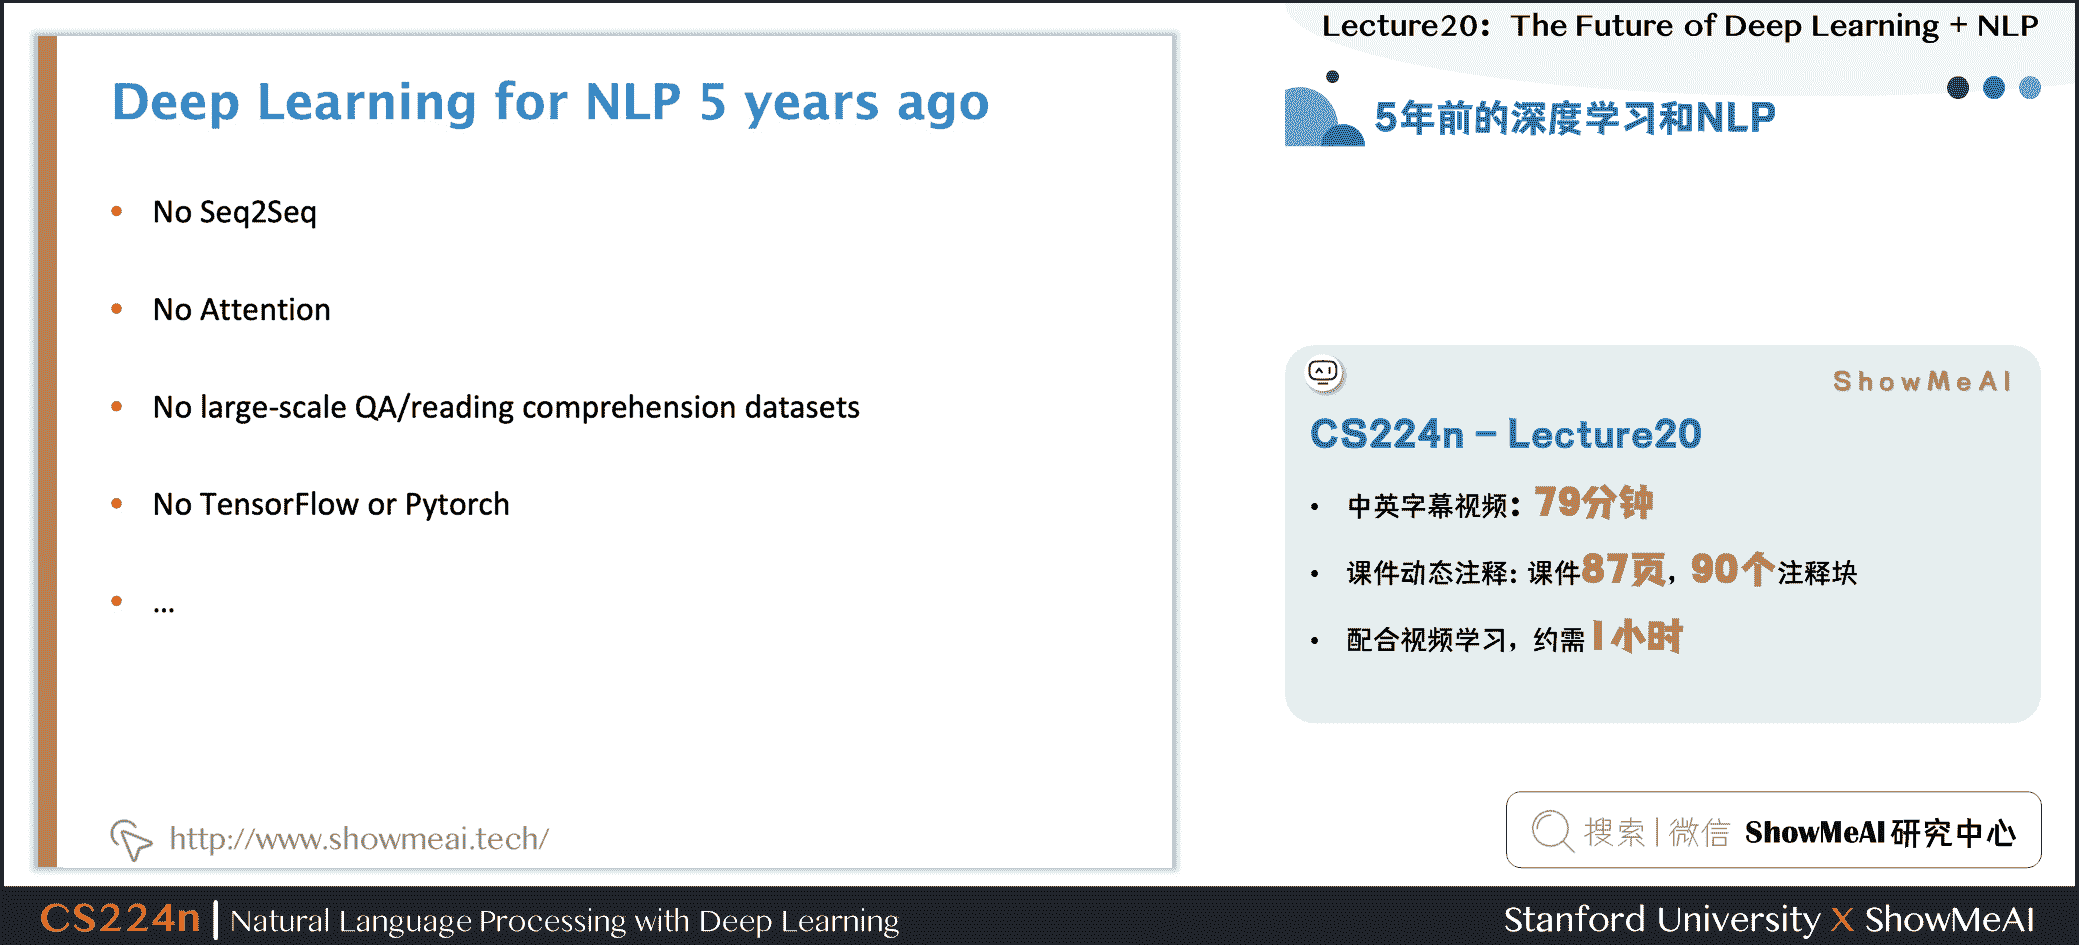 Lecture20: The Future of Deep Learning + NLP
Deep Learning for NLP 5 years ago
• No Seq2Seq
• No Attention
• No large-scale QA/reading comprehension datasets
• No TensorFlow or Pytorch
• ...
http://www.showmeai.tech/
5年前的深度学习和NLP
ShowMeAI
CS224n – Lecture20
• 中英字幕视频：79分钟
• 课件动态注释: 课件87页，90个注释块
• 配合视频学习，约需1小时
搜索|微信 ShowMeAI研究中心
CS224n | Natural Language Processing with Deep Learning
Stanford University X ShowMeAI